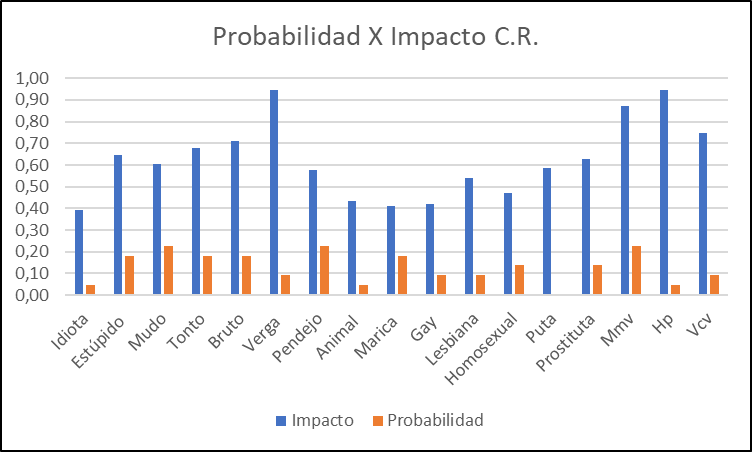 Probabilidad X Impacto C.R.
1,00
0,90
0,80
0,70
0,60
0,50
0,40
0,30
0,20
0,10
0,00
Idiota
Estúpido
Mudo
Tonto
Bruto
Verga
Pendejo
Animal
Marica
Gay
Lesbiana
Homosexual
Puta
Prostituta
Mmv
Hp
Vcv
Impacto Probabilidad